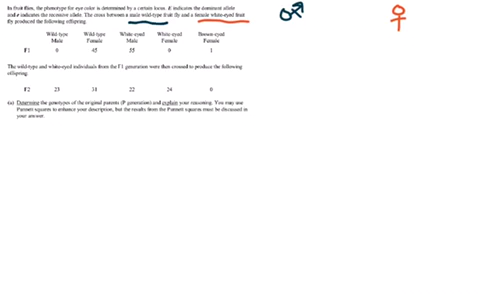 In fruit flies, the phenotype for eye color is determined by a certain locus. E indicates the dominant allele
and e indicates the recessive allele. The cross between a male wild-type fruit fly and a female white-eyed fruit
fly produced the following offspring.
Wild-type Male Wild-type Female White-eyed Male White-eyed Female Brown-eyed Female
F1 0 45 55 0 1
The wild-type and white-eyed individuals from the F1 generation were then crossed to produce the following
offspring.
F2 23 31 22 24 0
(a) Determine the genotypes of the original parents (P generation) and explain your reasoning. You may use
Punnett squares to enhance your description, but the results from the Punnett squares must be discussed in
your answer.